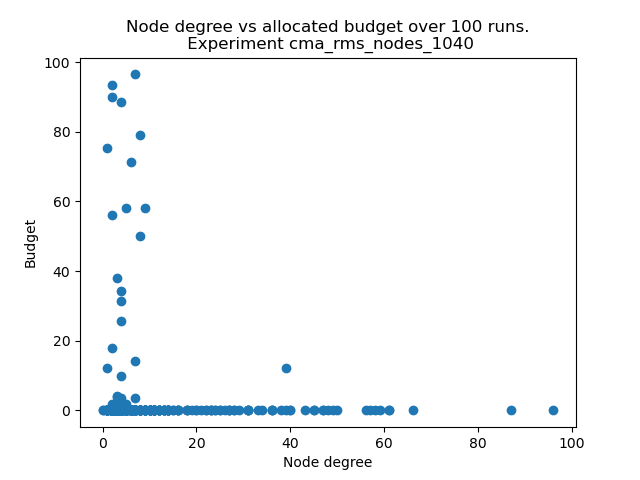 Node degree vs allocated budget over 100 runs.
Experiment cma_rms_nodes_1040
100
80
60
40
20
0
Budget
0 20 40 60 80 100
Node degree